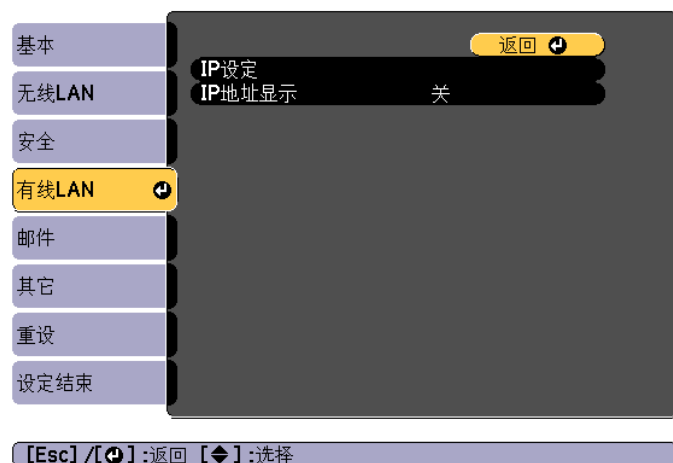 基本
返回
IP设定
无线LAN
IP地址显示 关
安全
有线LAN
邮件
其它
重设
设定结束
[Esc] /[ ] :返回 [ ] :选择